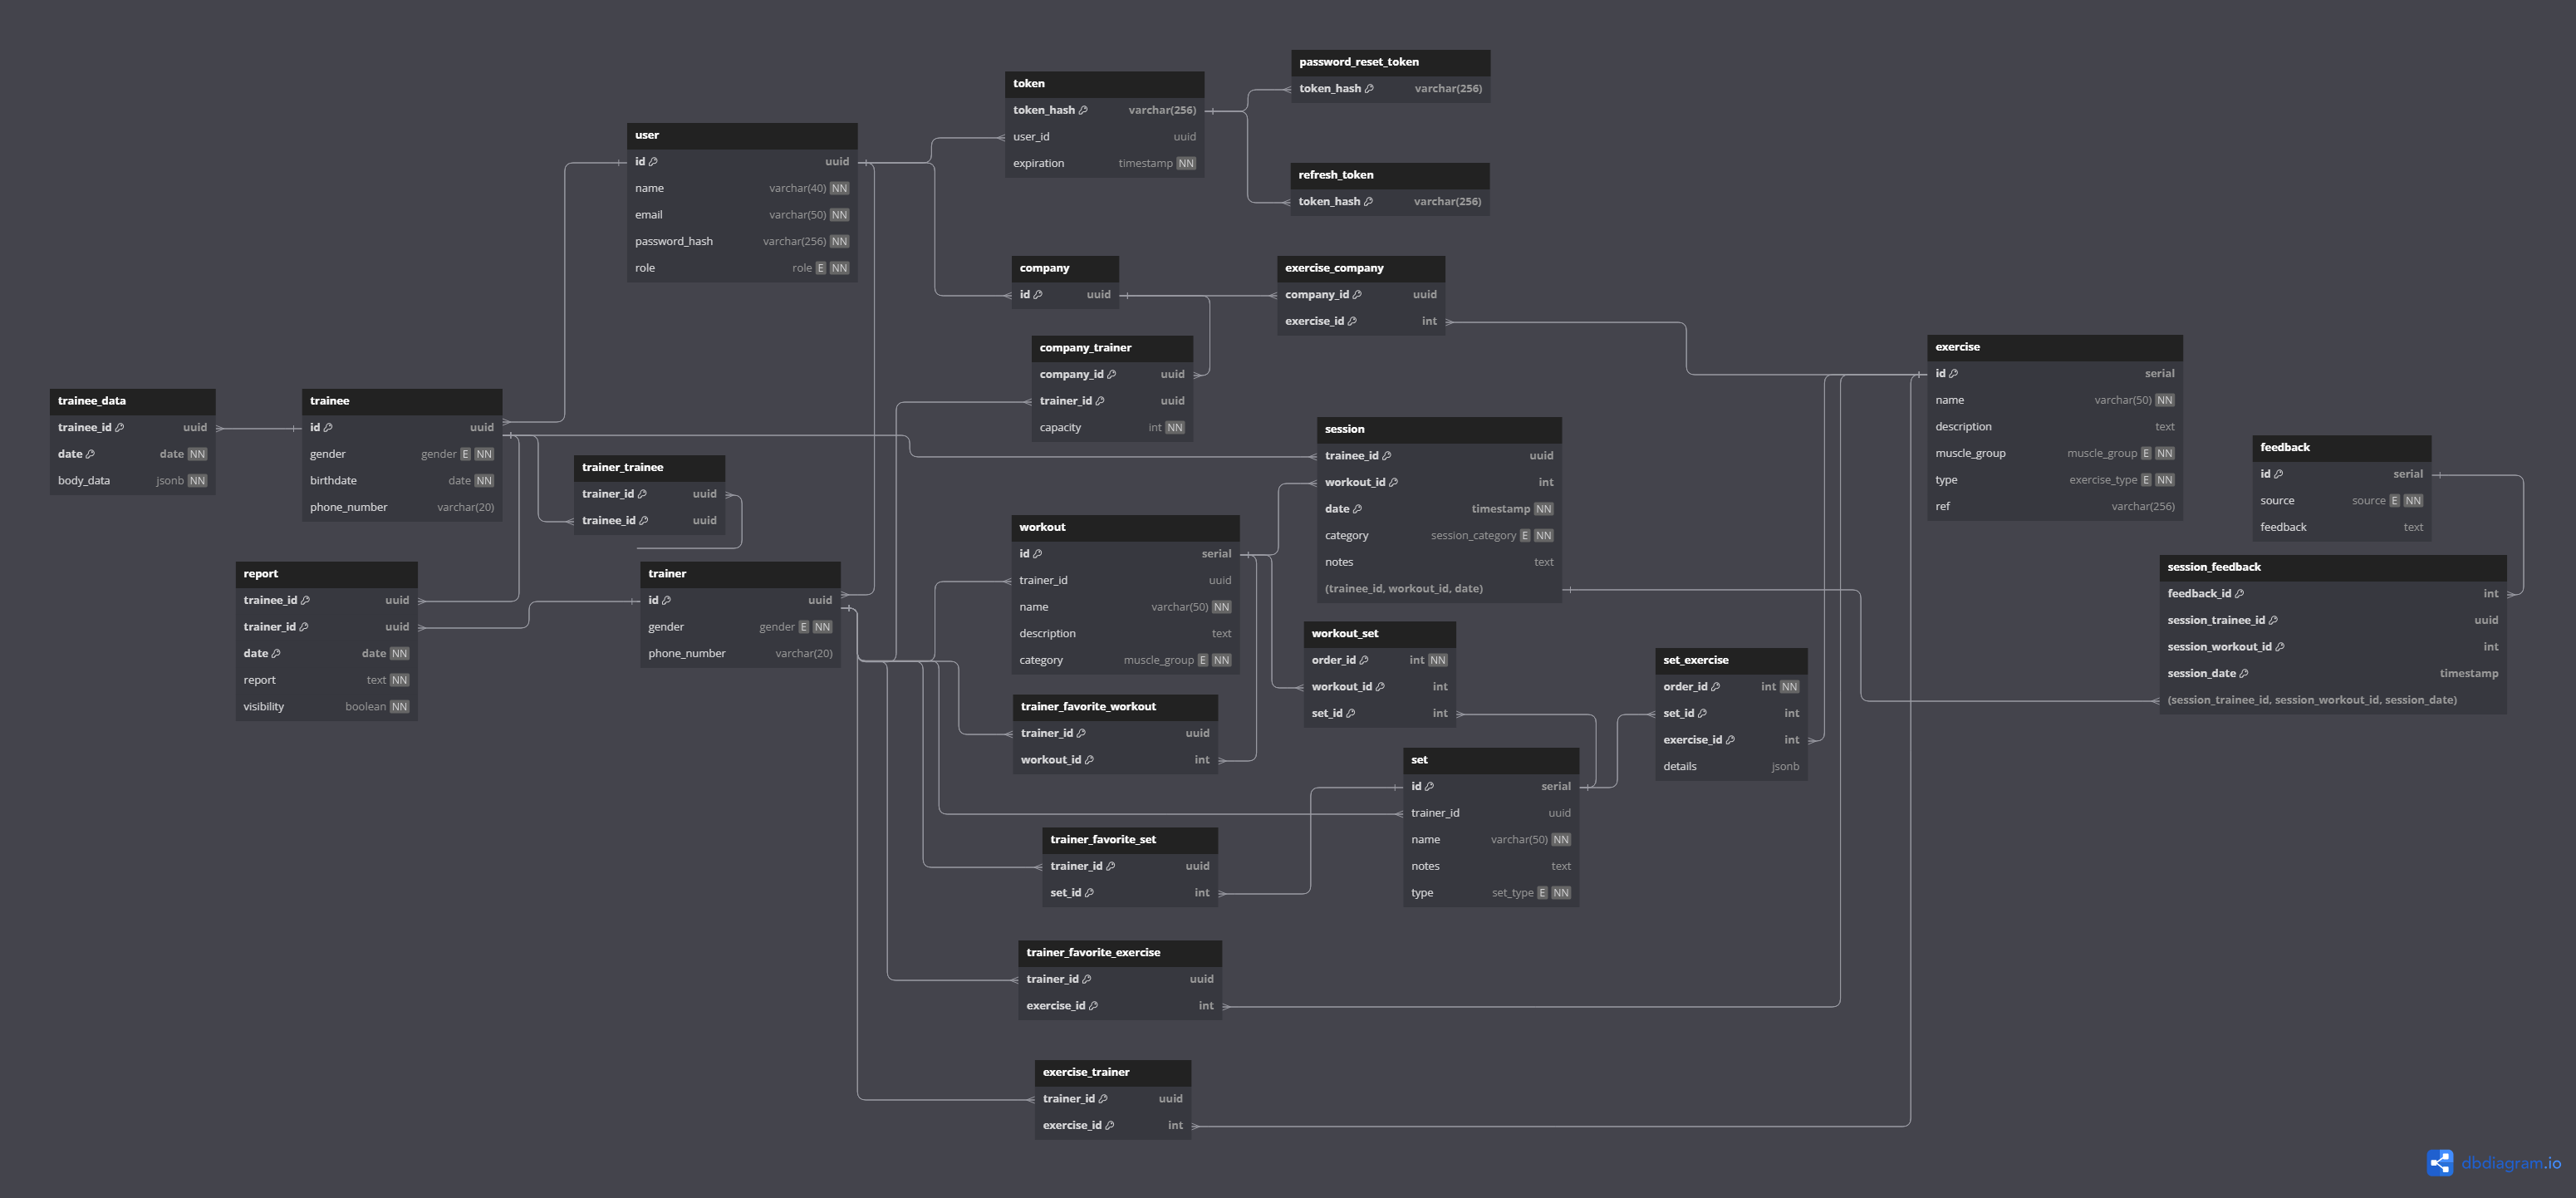 password_reset_token
token_hash varchar(256)
token
token_hash varchar(256)
user_id uuid
expiration timestamp NN
refresh_token
token_hash varchar(256)
user
id uuid
name varchar(40) NN
email varchar(50) NN
password_hash varchar(256) NN
role role E NN
company
id uuid
exercise_company
company_id uuid
exercise_id int
company_trainer
company_id uuid
trainer_id uuid
capacity int NN
exercise
id serial
name varchar(50) NN
description text
muscle_group muscle_group E NN
type exercise_type E NN
ref varchar(256)
trainee_data
trainee_id uuid
date date NN
body_data jsonb NN
trainee
id uuid
gender gender E NN
birthdate date NN
phone_number varchar(20)
trainer_trainee
trainer_id uuid
trainee_id uuid
session
trainee_id uuid
workout_id int
date timestamp NN
category session_category E NN
notes text
(trainee_id, workout_id, date)
feedback
id serial
source source E NN
feedback text
session_feedback
feedback_id int
session_trainee_id uuid
session_workout_id int
session_date timestamp
(session_trainee_id, session_workout_id, session_date)
report
trainee_id uuid
trainer_id uuid
date date NN
report text NN
visibility boolean NN
trainer
id uuid
gender gender E NN
phone_number varchar(20)
workout
id serial
trainer_id uuid
name varchar(50) NN
description text
category muscle_group E NN
workout_set
order_id int NN
workout_id int
set_id int
set_exercise
order_id int NN
set_id int
exercise_id int
details jsonb
trainer_favorite_workout
trainer_id uuid
workout_id int
set
id serial
trainer_id uuid
name varchar(50) NN
notes text
type set_type E NN
trainer_favorite_set
trainer_id uuid
set_id int
trainer_favorite_exercise
trainer_id uuid
exercise_id int
exercise_trainer
trainer_id uuid
exercise_id int
dbdiagram.io